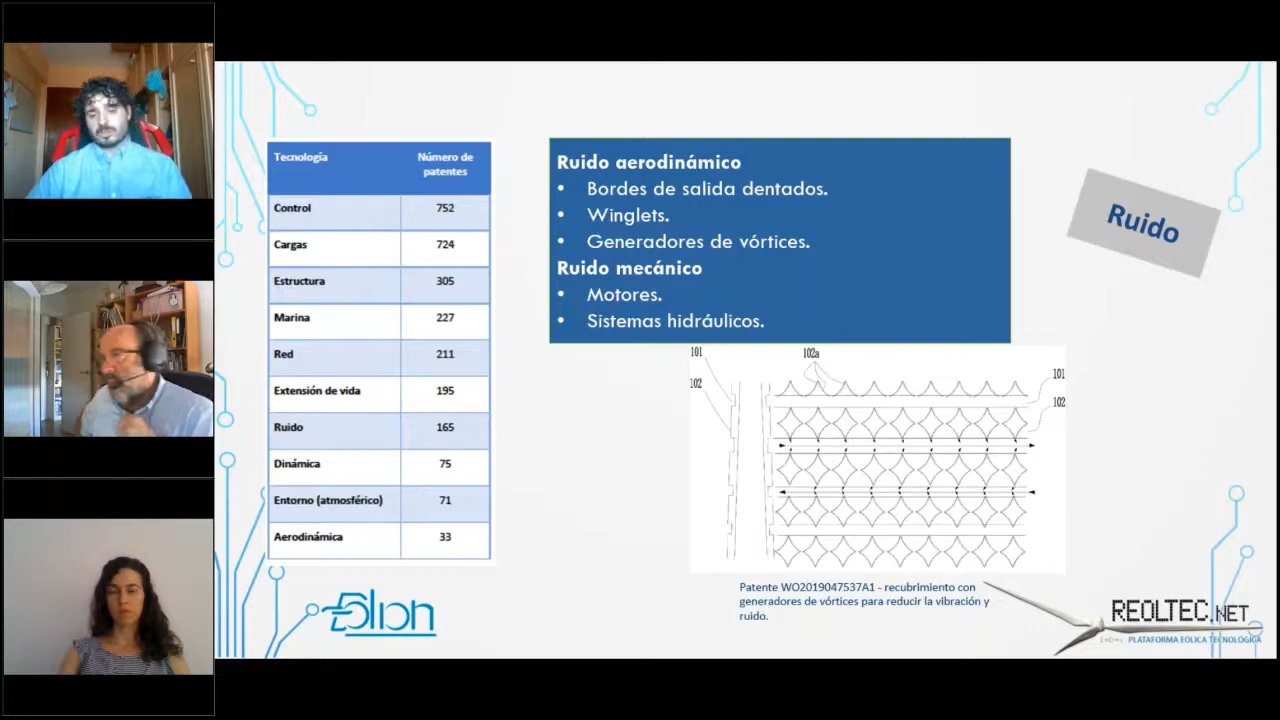 Tecnología Número de
patentes
Control 752
Cargas 724
Estructura 305
Marina 227
Red 211
Extensión de vida 195
Ruido 165
Dinámica 75
Entorno (atmosférico) 71
Aerodinámica 33
Ruido aerodinámico
• Bordes de salida dentados.
• Winglets.
• Generadores de vórtices.
Ruido mecánico
• Motores.
• Sistemas hidráulicos.
Ruido
101 102a
102 101
102
Patente WO2019047537A1 - recubrimiento con
generadores de vórtices para reducir la vibración y
ruido.
Eolion
REOLTEC.NET
PLATAFORMA EÓLICA TECNOLÓGICA